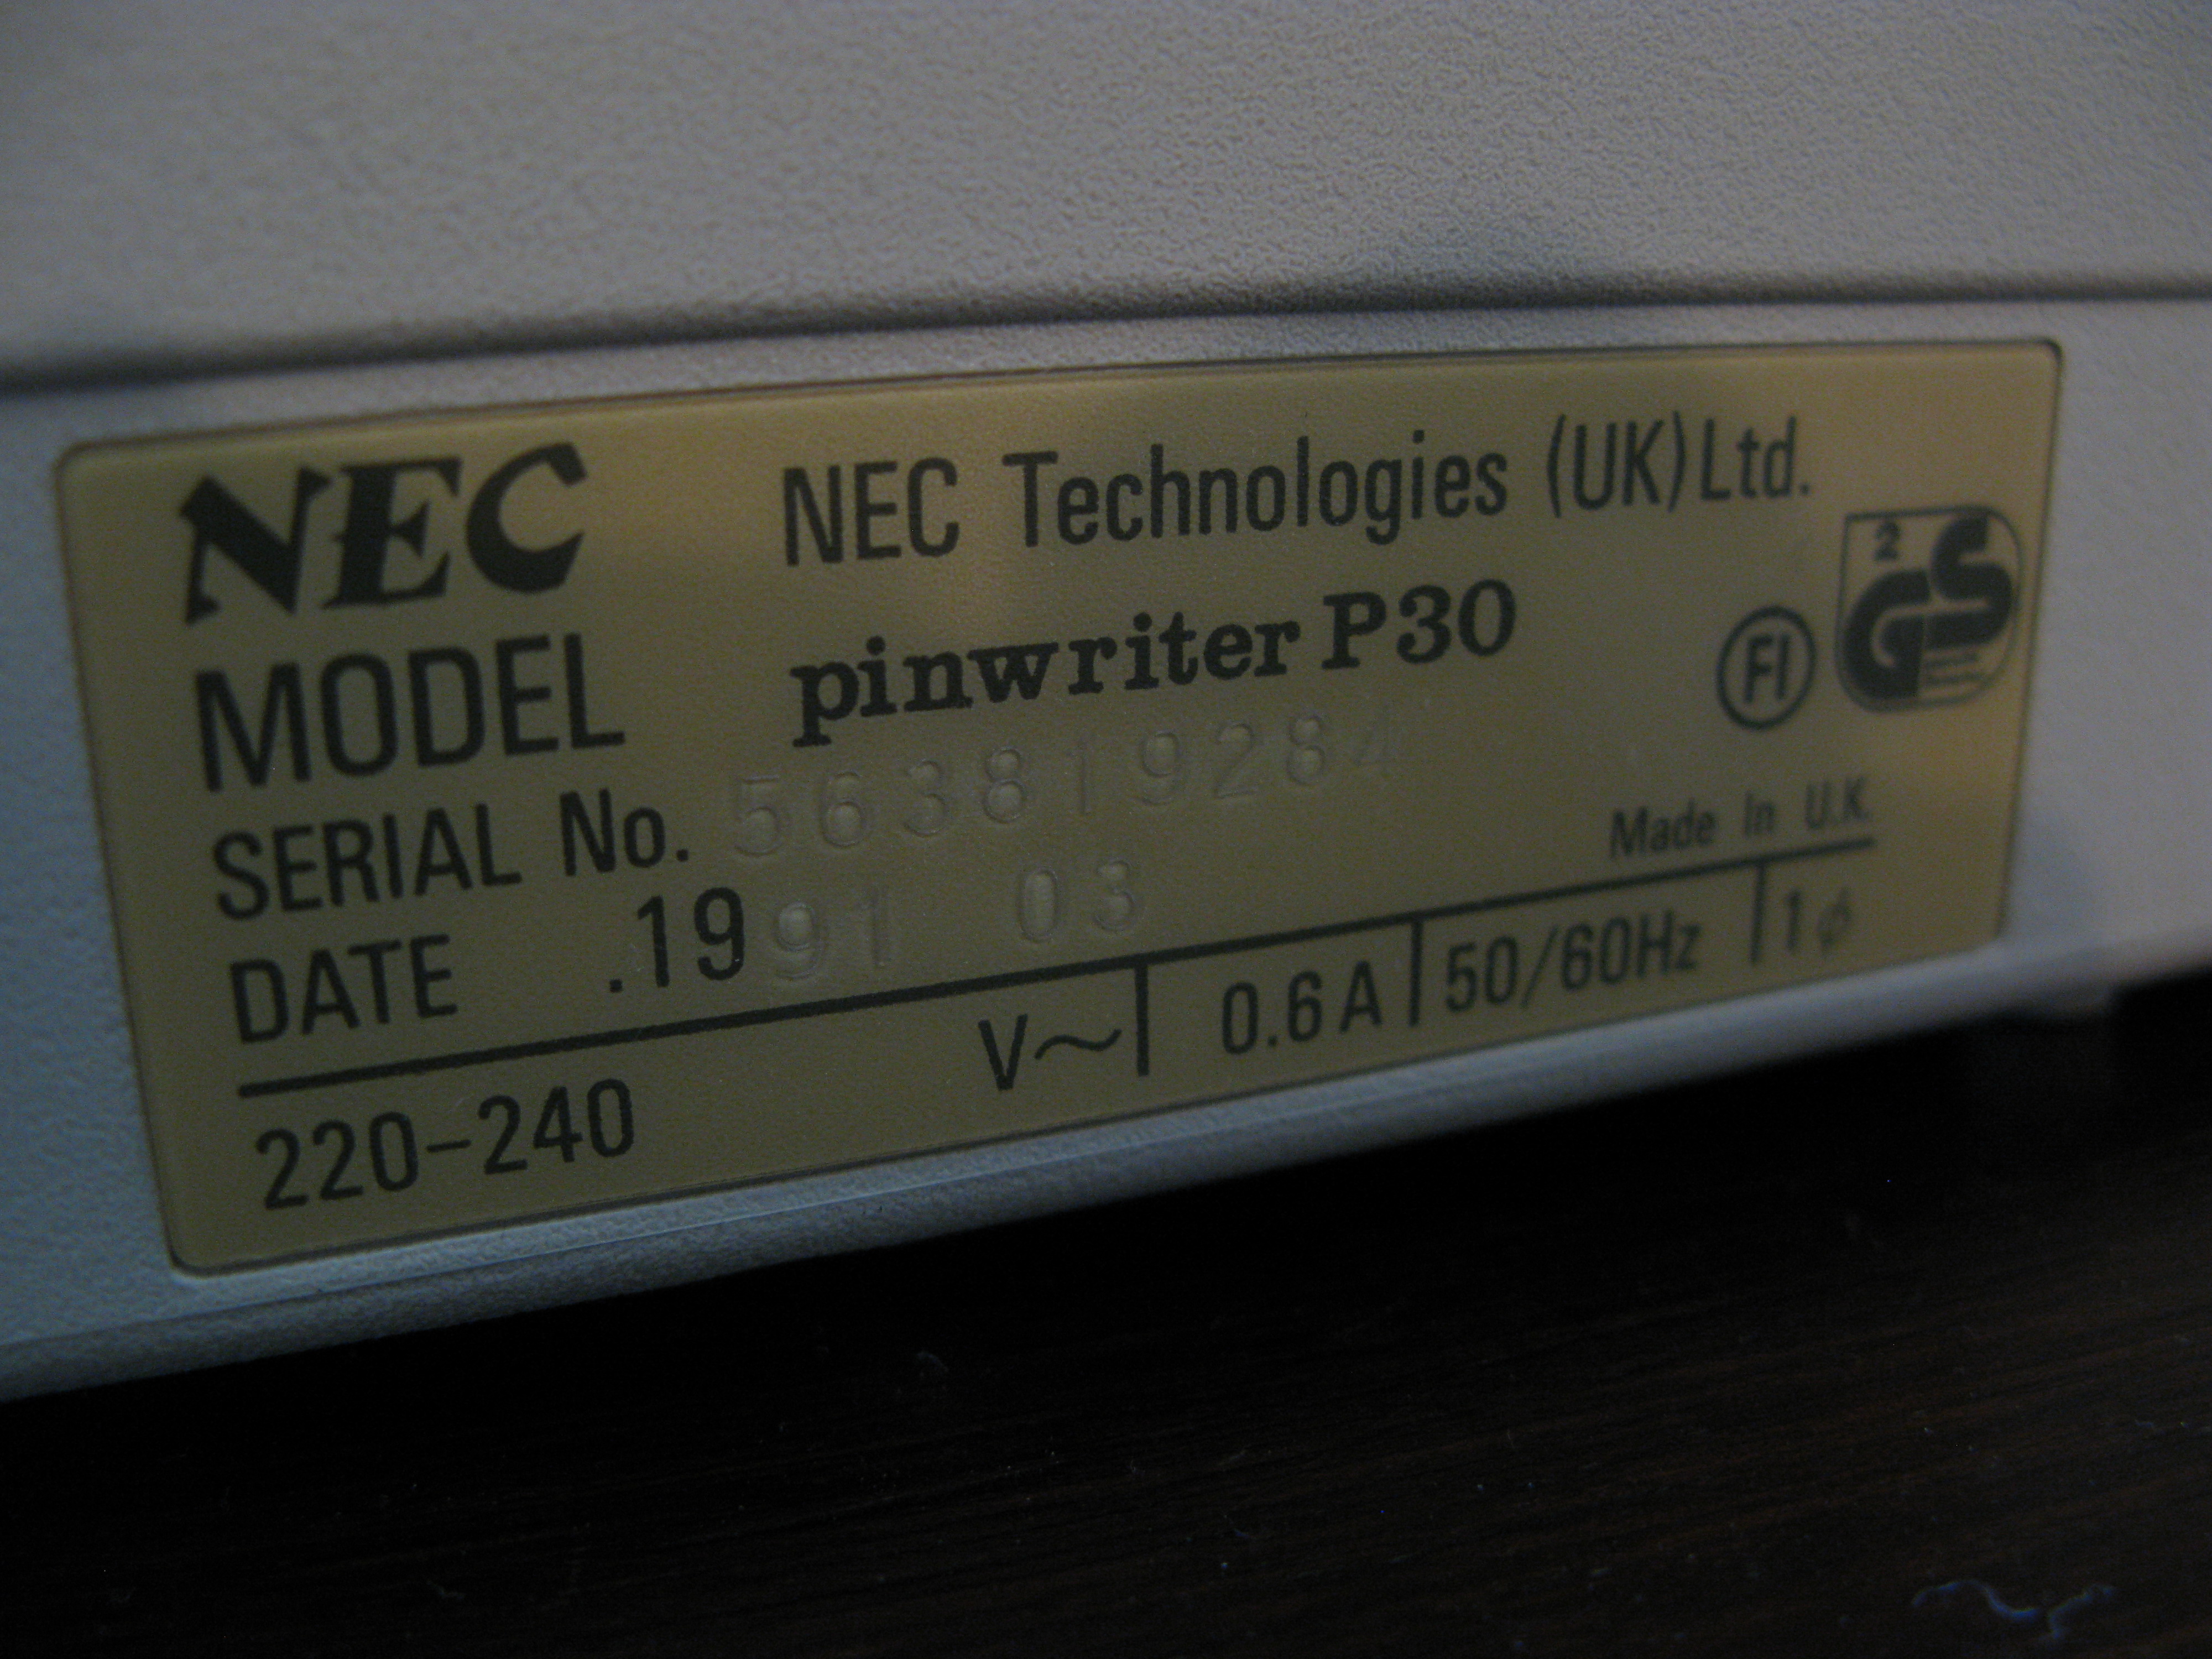 NEC NEC Technologies (UK) Ltd.
MODEL pinwriter P30
FI 2 GS
SERIAL No. 563819284
Made In U.K.
DATE .1991 03
220-240 V~ 0.6 A 50/60Hz 1ϕ